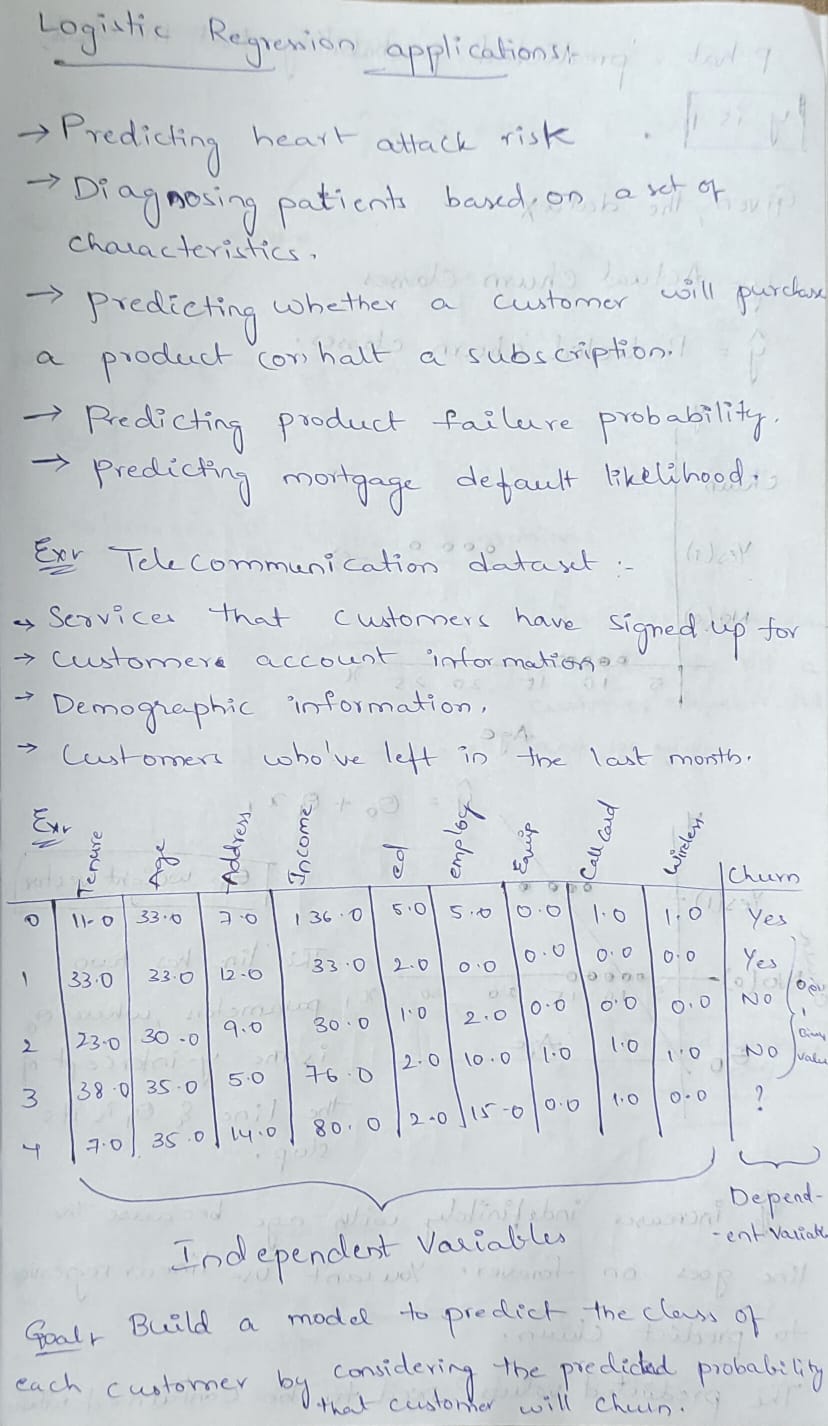 Logistic Regression applications:-
→ Predicting heart attack risk
→ Diagnosing patients based on a set of
characteristics.
→ predicting whether a customer will purchase
a product (or) halt a subscription.
→ Predicting product failure probability.
→ predicting mortgage default likelihood.
Ex:- Telecommunication dataset :-
→ Services that customers have signed up for
→ customers account information
→ Demographic information.
→ Customers who've left in the last month.
Ex:- Tenure Age Address Income ed employ Equip Call Card Wireless Churn
0 11.0 33.0 7.0 136.0 5.0 5.0 0.0 1.0 1.0 Yes
1 33.0 33.0 12.0 33.0 2.0 0.0 0.0 0.0 0.0 Yes
2 23.0 30.0 9.0 30.0 1.0 2.0 0.0 0.0 0.0 NO
3 38.0 35.0 5.0 76.0 2.0 10.0 1.0 1.0 1.0 NO
4 7.0 35.0 14.0 80.0 2.0 15.0 0.0 1.0 0.0 ?
Independent Variables
Depend-
-ent Variable
Goal:- Build a model to predict the class of
each customer by considering the predicted probability
that customer will churn.